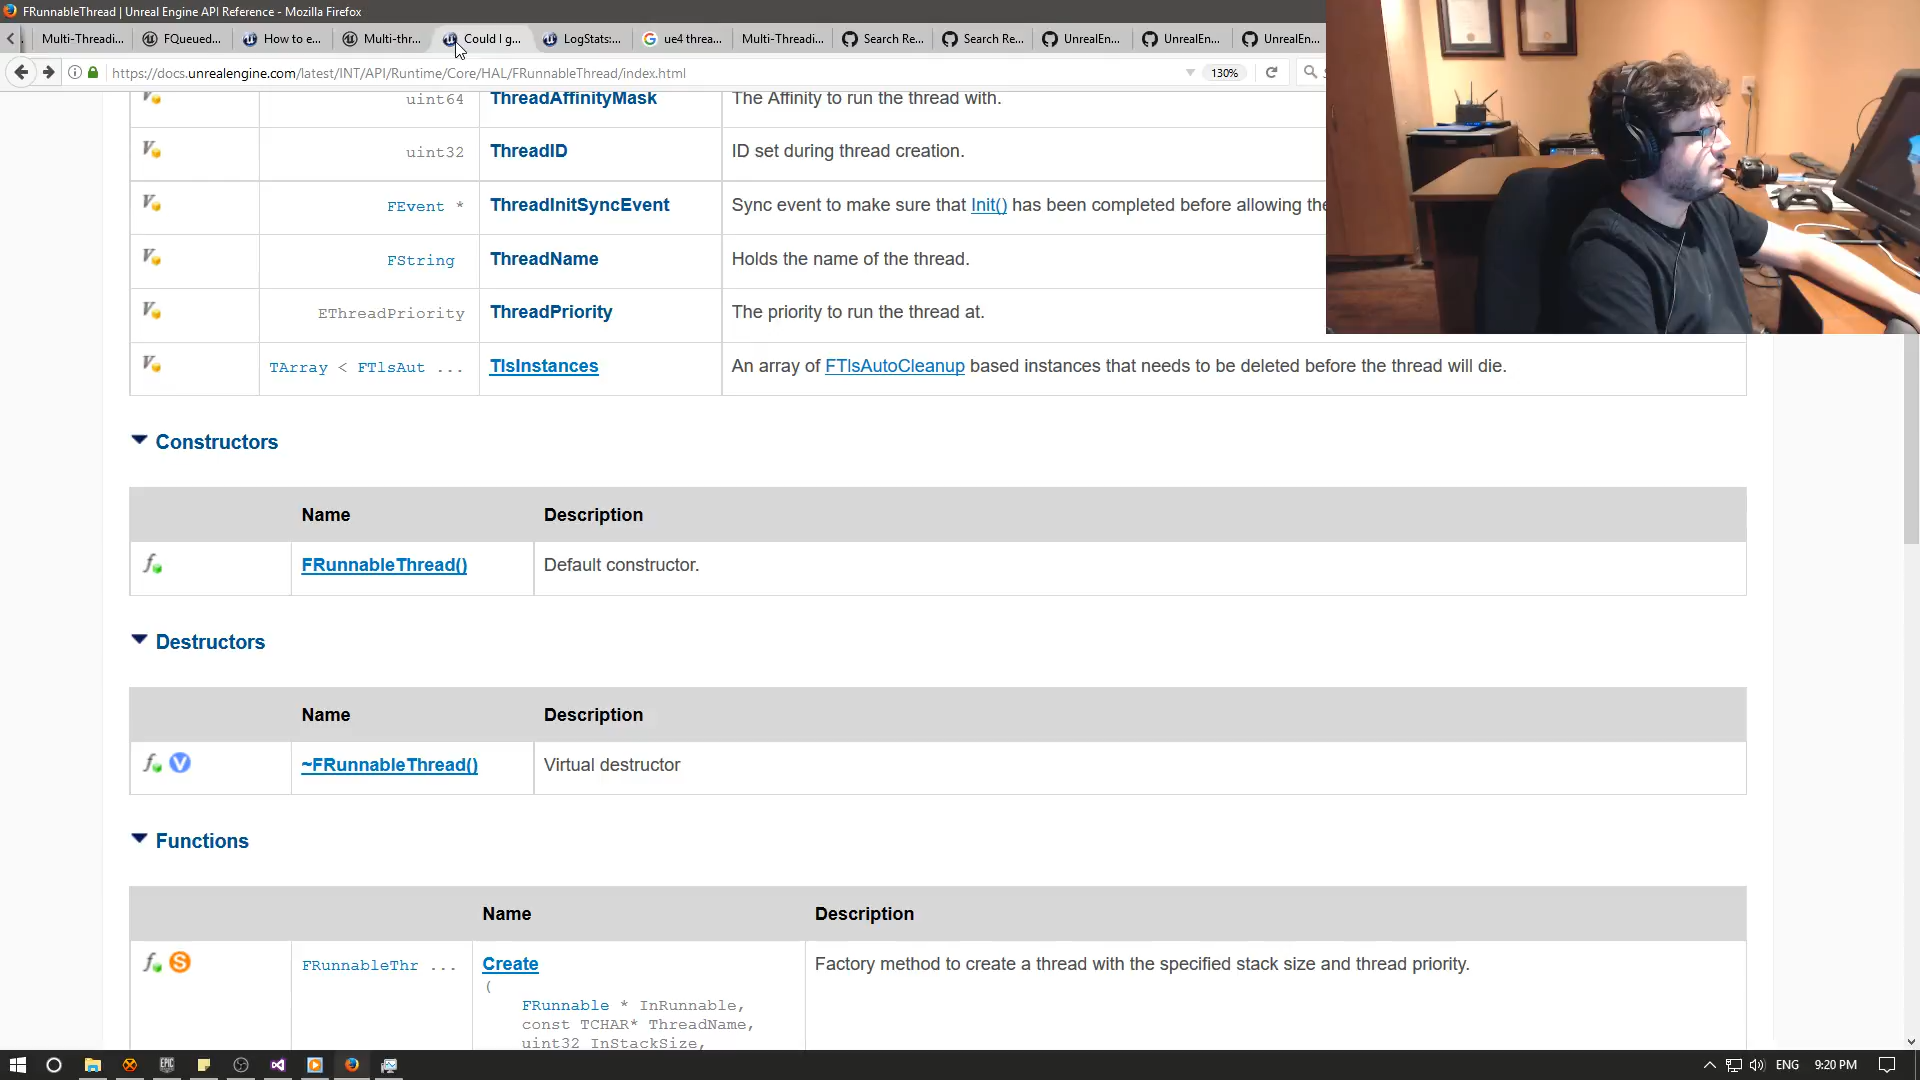 FRunnableThread | Unreal Engine API Reference - Mozilla Firefox
Multi-Threadi... FQueued... How to e... Multi-thr... Could I g... LogStats:... ue4 threa... Multi-Threadi... Search Re... Search Re... UnrealEn... UnrealEn... UnrealEn...
https://docs.unrealengine.com/latest/INT/API/Runtime/Core/HAL/FRunnableThread/index.html 130%
uint64 ThreadAffinityMask The Affinity to run the thread with.
uint32 ThreadID ID set during thread creation.
FEvent * ThreadInitSyncEvent Sync event to make sure that Init() has been completed before allowing the
FString ThreadName Holds the name of the thread.
EThreadPriority ThreadPriority The priority to run the thread at.
TArray < FTlsAut ... TlsInstances An array of FTlsAutoCleanup based instances that needs to be deleted before the thread will die.
Constructors
Name Description
FRunnableThread() Default constructor.
Destructors
Name Description
~FRunnableThread() Virtual destructor
Functions
Name Description
FRunnableThr ... Create Factory method to create a thread with the specified stack size and thread priority.
(
FRunnable * InRunnable,
const TCHAR* ThreadName,
uint32 InStackSize,
ENG 9:20 PM